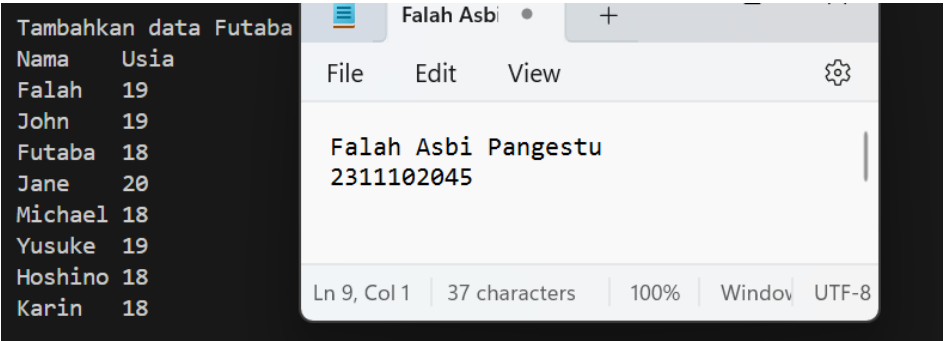 Tambahkan data Futaba
Nama Usia
Falah 19
John 19
Futaba 18
Jane 20
Michael 18
Yusuke 19
Hoshino 18
Karin 18
Falah Asbi
File Edit View
Falah Asbi Pangestu
2311102045
Ln 9, Col 1 37 characters 100% Window UTF-8